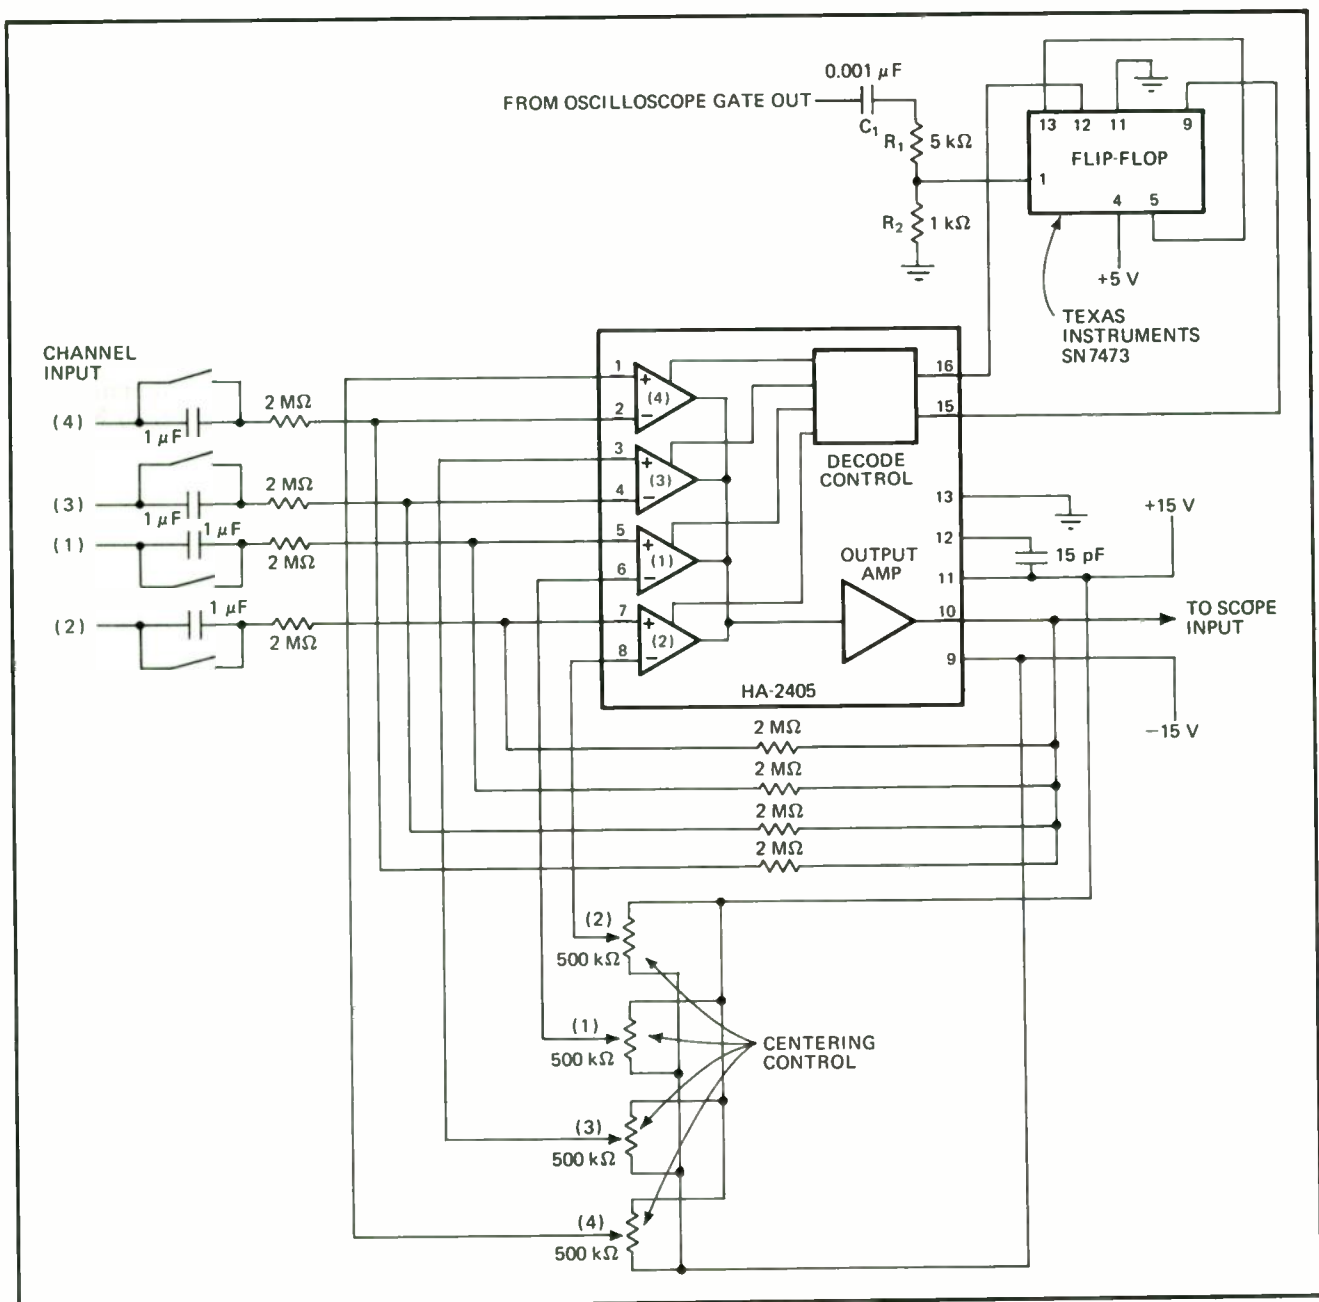 0.001 μF
FROM OSCILLOSCOPE GATE OUT
C1
R1
5 kΩ
R2
1 kΩ
13 12 11 9
FLIP-FLOP
1
4 5
+5 V
TEXAS
INSTRUMENTS
SN7473
CHANNEL
INPUT
(4)
1 μF
2 MΩ
(3)
1 μF
2 MΩ
(1)
1 μF
2 MΩ
(2)
1 μF
2 MΩ
1
+
(4)
2
−
3
+
(3)
4
−
5
+
(1)
6
−
7
+
(2)
8
−
DECODE
CONTROL
OUTPUT
AMP
HA-2405
16
15
13
12
11
10
9
15 pF
+15 V
TO SCOPE
INPUT
−15 V
2 MΩ
2 MΩ
2 MΩ
2 MΩ
(2)
500 kΩ
(1)
500 kΩ
(3)
500 kΩ
(4)
500 kΩ
CENTERING
CONTROL